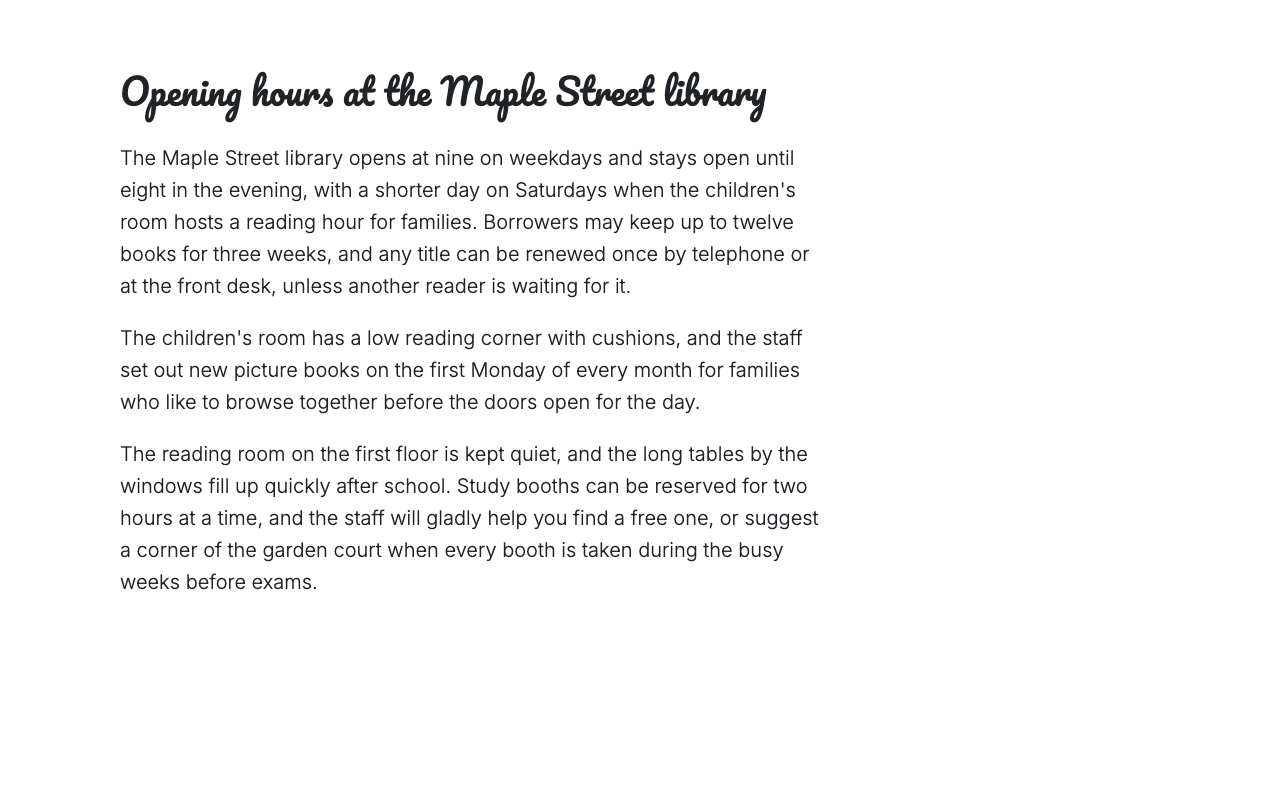 Opening hours at the Maple Street library
The Maple Street library opens at nine on weekdays and stays open until
eight in the evening, with a shorter day on Saturdays when the children's
room hosts a reading hour for families. Borrowers may keep up to twelve
books for three weeks, and any title can be renewed once by telephone or
at the front desk, unless another reader is waiting for it.
The children's room has a low reading corner with cushions, and the staff
set out new picture books on the first Monday of every month for families
who like to browse together before the doors open for the day.
The reading room on the first floor is kept quiet, and the long tables by the
windows fill up quickly after school. Study booths can be reserved for two
hours at a time, and the staff will gladly help you find a free one, or suggest
a corner of the garden court when every booth is taken during the busy
weeks before exams.